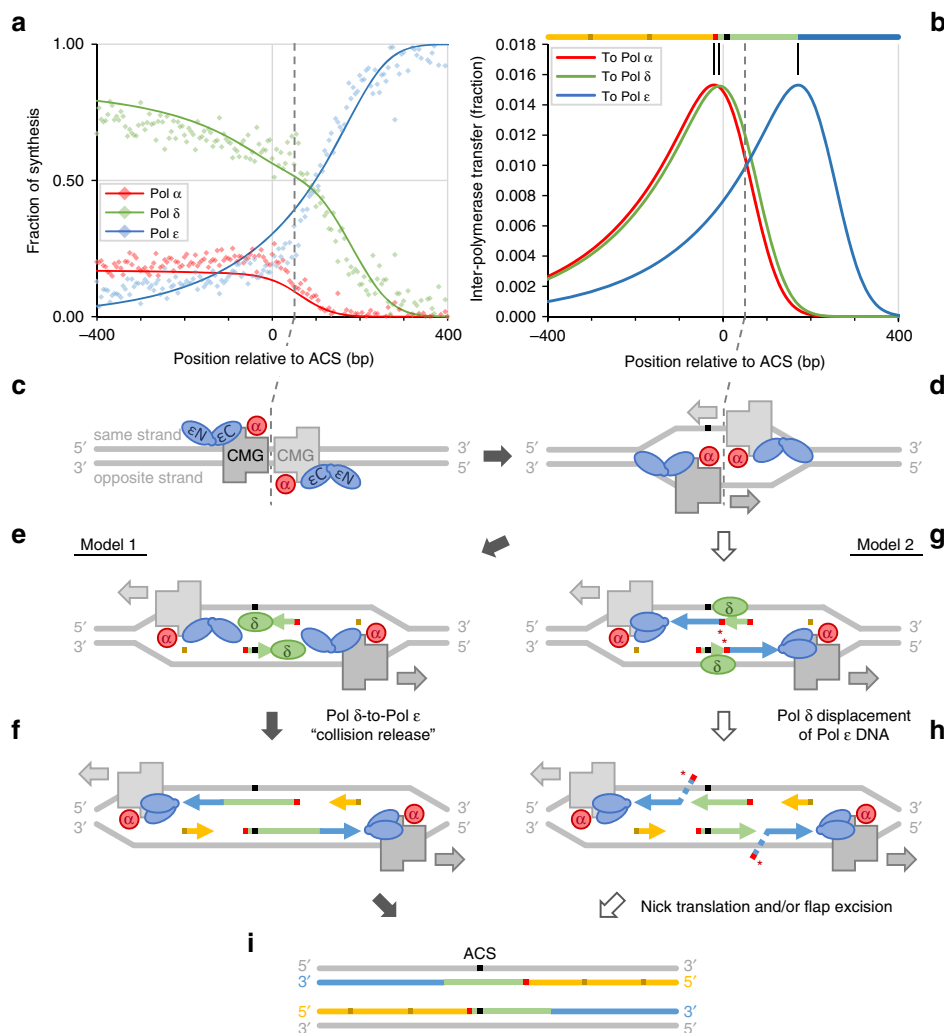 a
1.00
0.50
0.00
Fraction of synthesis
Pol α
Pol δ
Pol ε
−400
−200
0
200
400
Position relative to ACS (bp)
b
0.018
0.016
0.014
0.012
0.010
0.008
0.006
0.004
0.002
0.000
Inter-polymerase transfer (fraction)
To Pol α
To Pol δ
To Pol ε
−400
0
400
Position relative to ACS (bp)
c
same strand
opposite strand
5′
3′
3′
5′
εN
εC
α
CMG
CMG
α
εC
εN
d
5′
3′
3′
5′
α
α
e
Model 1
5′
3′
3′
5′
α
δ
δ
α
g
Model 2
5′
3′
3′
5′
α
δ
*
*
δ
α
Pol δ-to-Pol ε
“collision release”
Pol δ displacement
of Pol ε DNA
f
5′
3′
3′
5′
α
α
h
5′
3′
3′
5′
α
*
*
α
Nick translation and/or flap excision
i
ACS
5′
3′
3′
5′
5′
3′
3′
5′